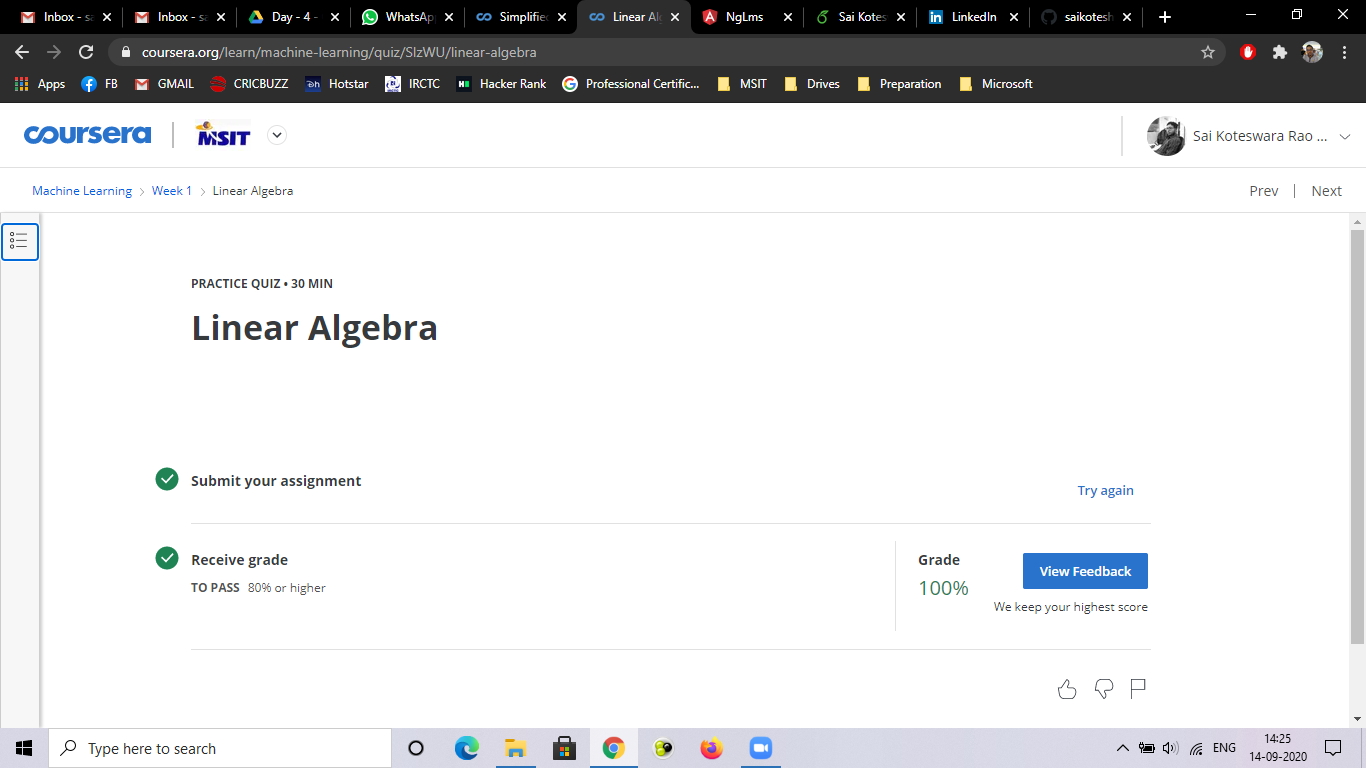 Inbox - sa
Inbox - sa
Day - 4 -
WhatsApp
Simplified
Linear Alg
NgLms
Sai Kotes
LinkedIn
saikotesh
coursera.org/learn/machine-learning/quiz/SlzWU/linear-algebra
Apps
FB
GMAIL
CRICBUZZ
Hotstar
IRCTC
Hacker Rank
Professional Certific...
MSIT
Drives
Preparation
Microsoft
coursera
MSIT
Sai Koteswara Rao ...
Machine Learning > Week 1 > Linear Algebra
Prev | Next
PRACTICE QUIZ • 30 MIN
Linear Algebra
Submit your assignment
Try again
Receive grade
TO PASS 80% or higher
Grade
100%
View Feedback
We keep your highest score
Type here to search
ENG
14:25
14-09-2020